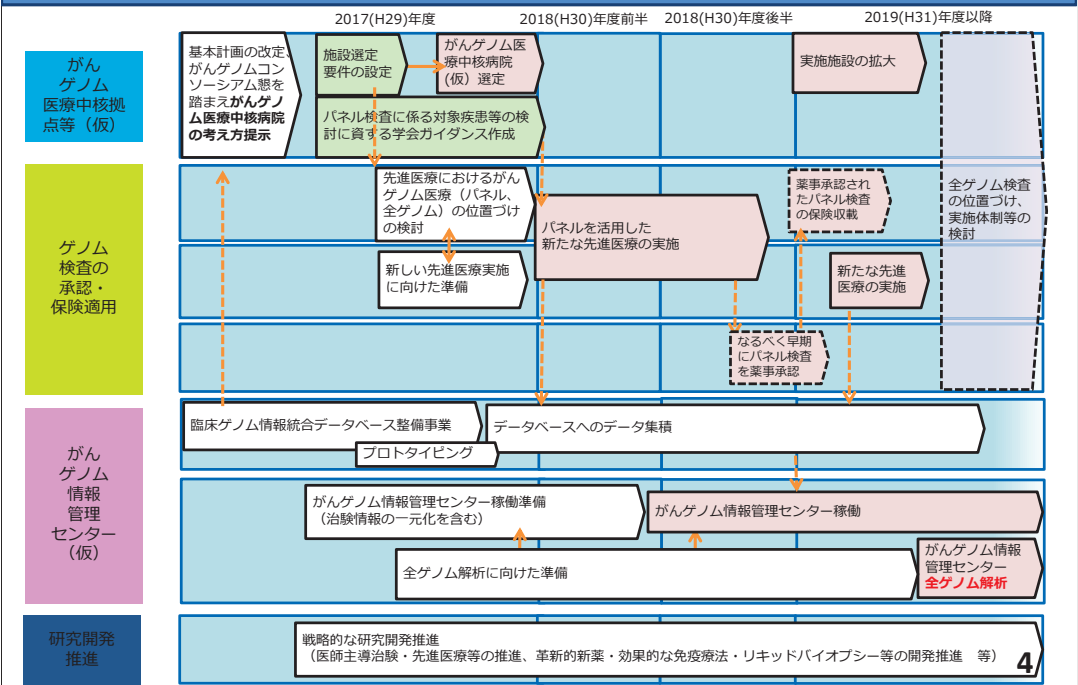 2017(H29)年度
2018(H30)年度前半
2018(H30)年度後半
2019(H31)年度以降
がん
ゲノム
医療中核拠
点等（仮）
基本計画の改定、
がんゲノムコン
ソーシアム懇を
踏まえがんゲノ
ム医療中核病院
の考え方提示
施設選定
要件の設定
がんゲノム医
療中核病院
(仮）選定
パネル検査に係る対象疾患等の検
討に資する学会ガイダンス作成
実施施設の拡大
ゲノム
検査の
承認・
保険適用
先進医療におけるがん
ゲノム医療（パネル、
全ゲノム）の位置づけ
の検討
新しい先進医療実施
に向けた準備
パネルを活用した
新たな先進医療の実施
薬事承認され
たパネル検査
の保険収載
新たな先進
医療の実施
なるべく早期
にパネル検査
を薬事承認
全ゲノム検査
の位置づけ、
実施体制等の
検討
がん
ゲノム
情報
管理
センター
（仮）
臨床ゲノム情報統合データベース整備事業
プロトタイピング
データベースへのデータ集積
がんゲノム情報管理センター稼働準備
（治験情報の一元化を含む）
がんゲノム情報管理センター稼働
全ゲノム解析に向けた準備
がんゲノム情報
管理センター
全ゲノム解析
研究開発
推進
戦略的な研究開発推進
（医師主導治験・先進医療等の推進、革新的新薬・効果的な免疫療法・リキッドバイオプシー等の開発推進　等）
4